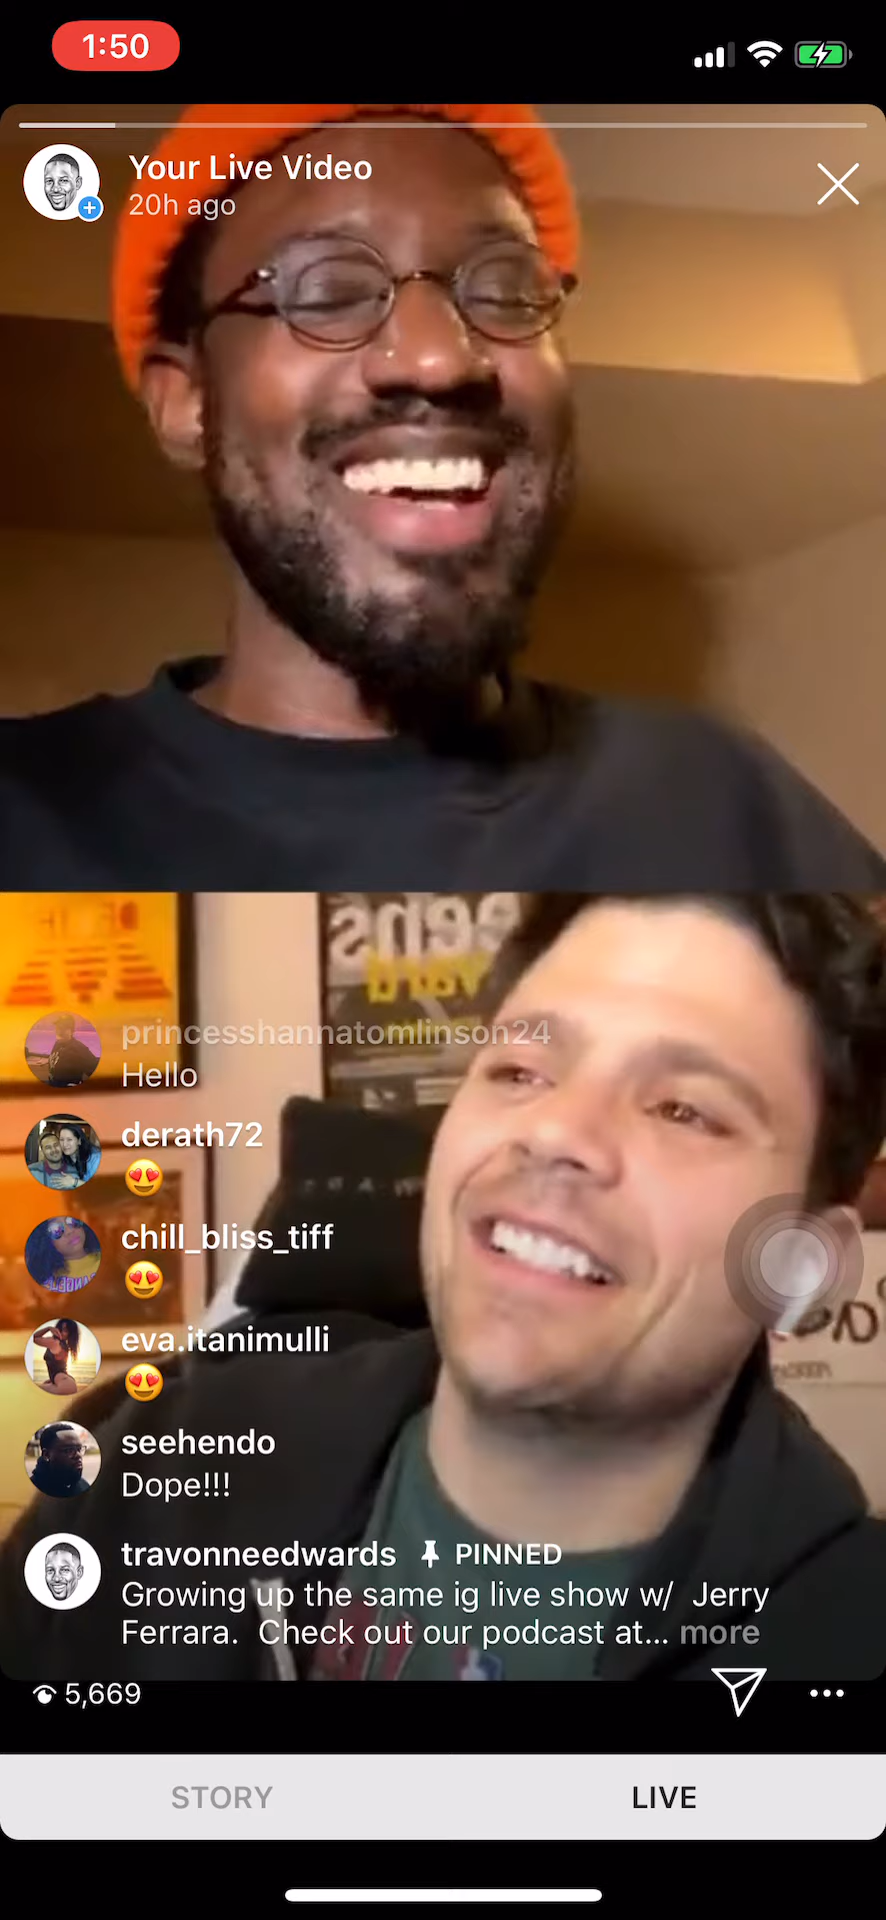 1:50
Your Live Video
20h ago
princesshannatomlinson24
Hello
derath72
chill_bliss_tiff
eva.itanimulli
seehendo
Dope!!!
travonneedwards PINNED
Growing up the same ig live show w/ Jerry
Ferrara. Check out our podcast at... more
5,669
STORY LIVE